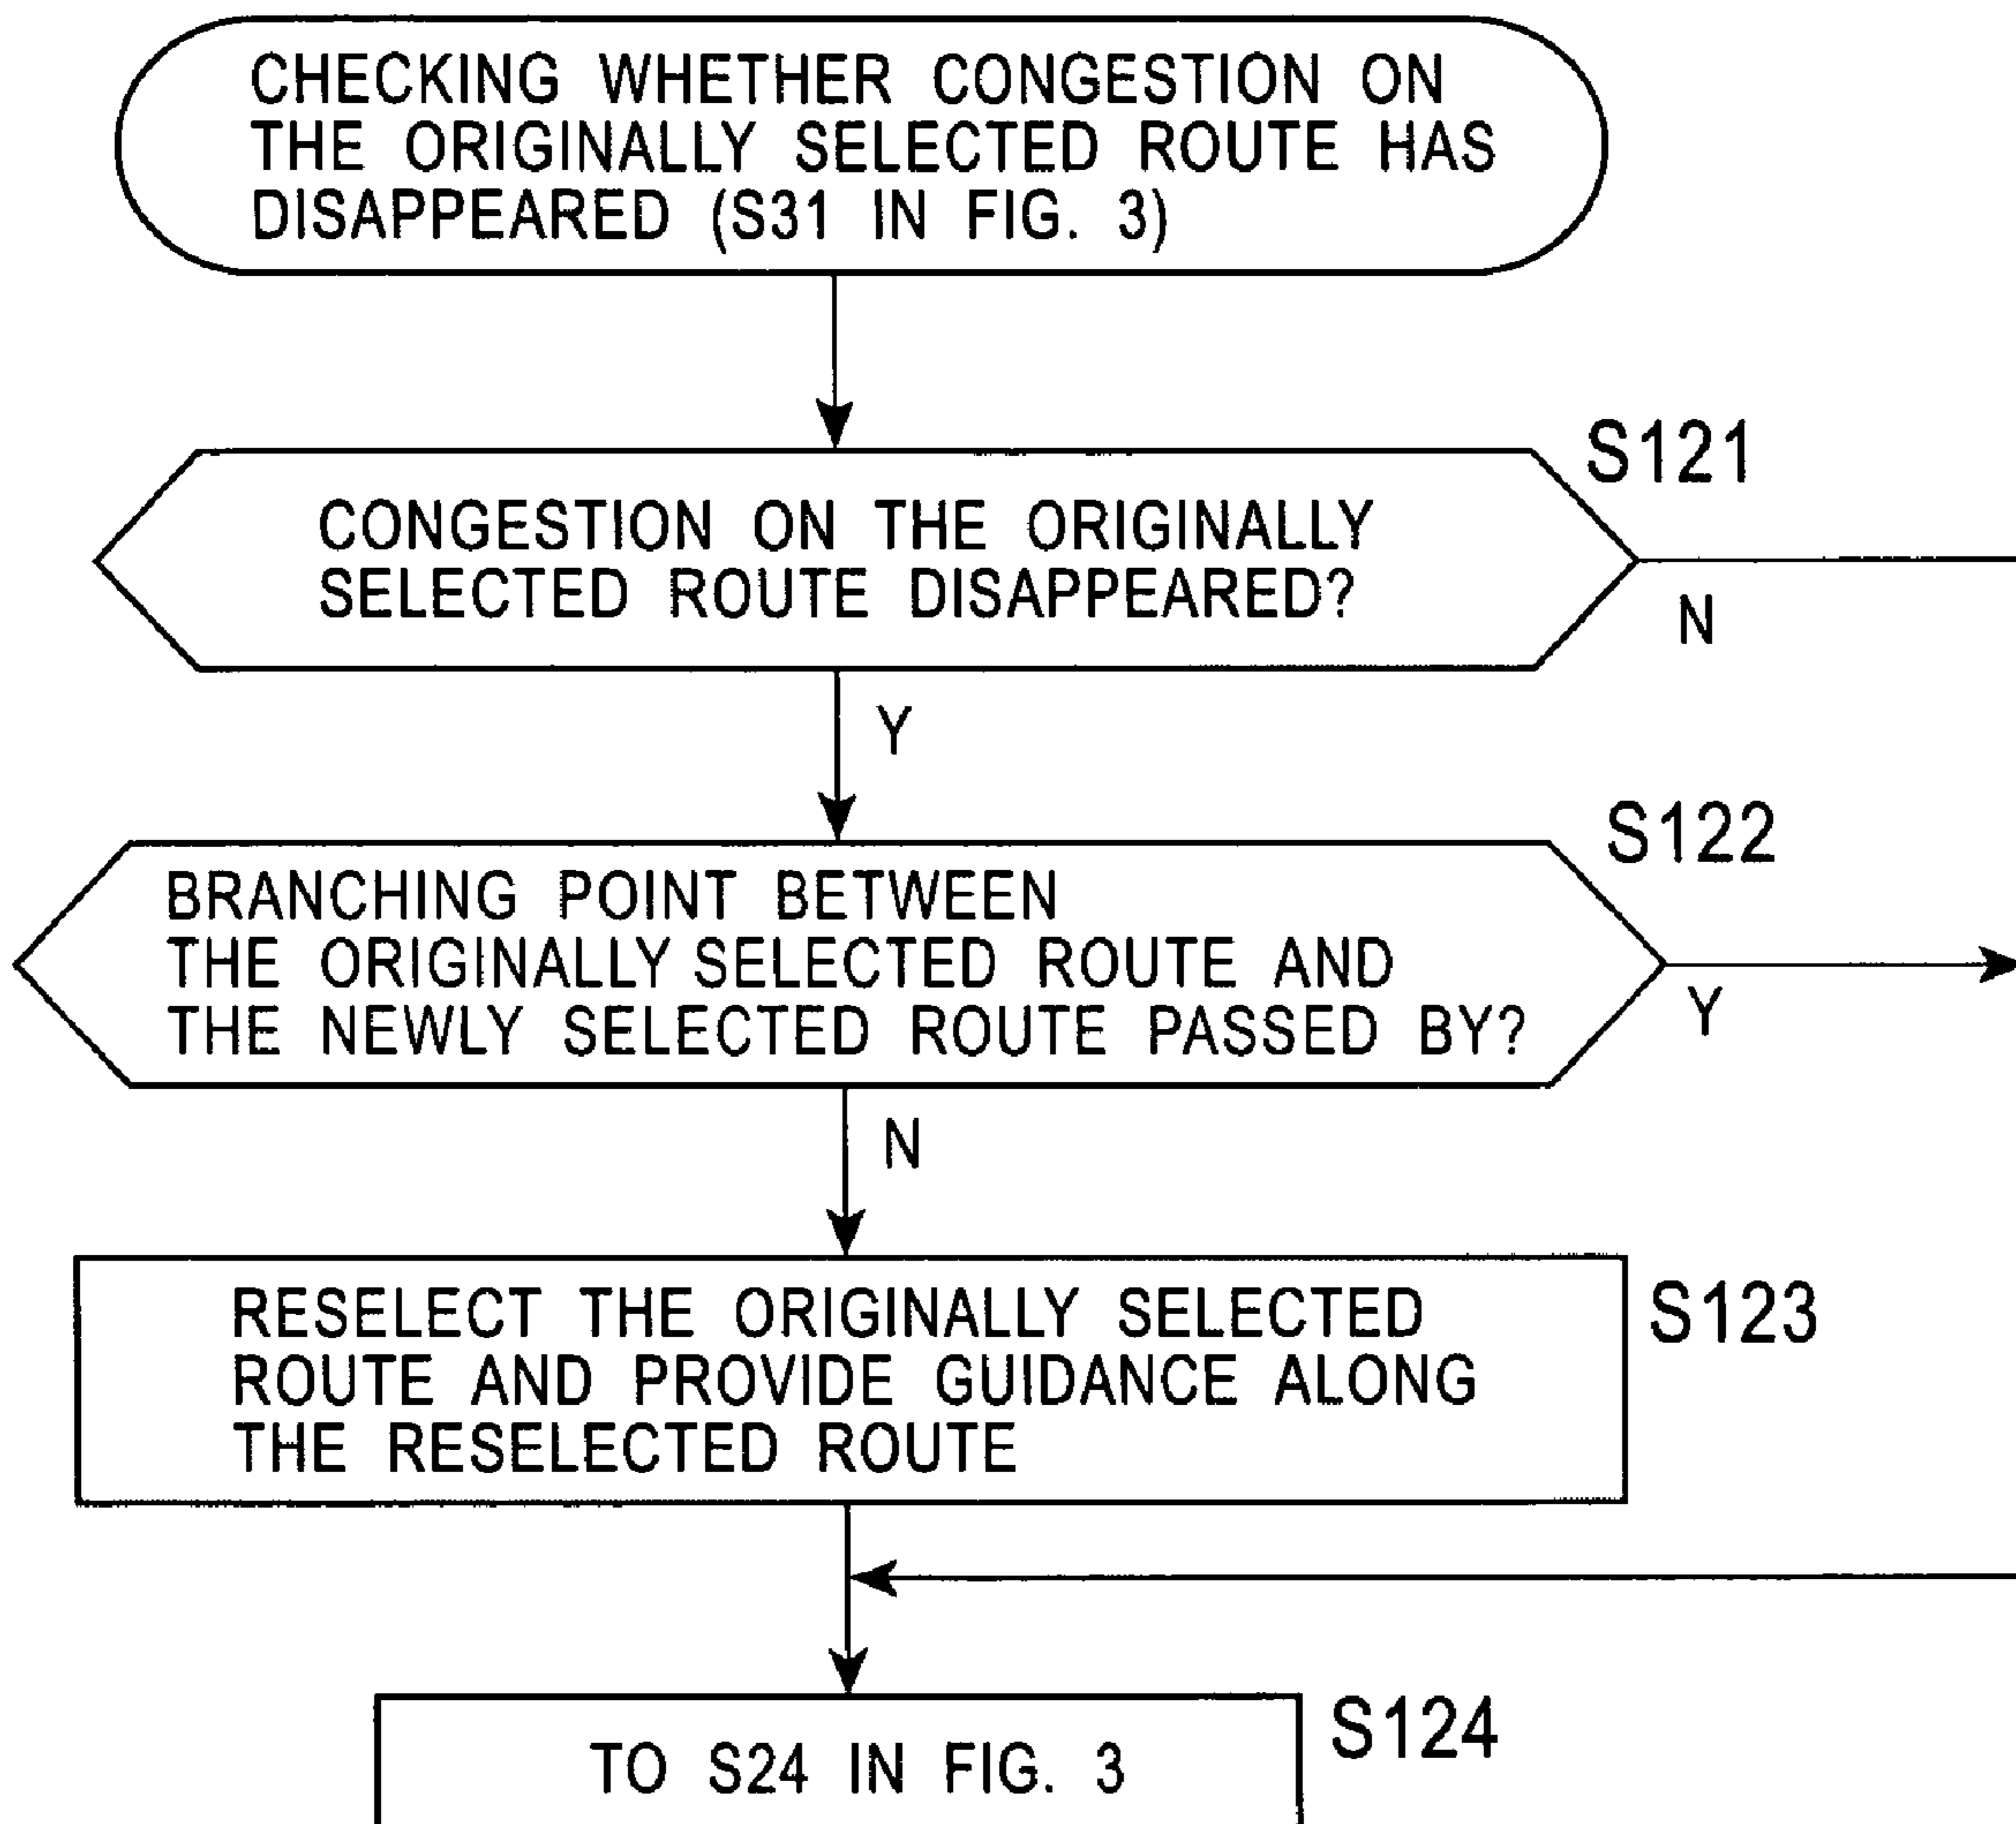 CHECKING WHETHER CONGESTION ON
THE ORIGINALLY SELECTED ROUTE HAS
DISAPPEARED (S31 IN FIG. 3)
S121
CONGESTION ON THE ORIGINALLY
SELECTED ROUTE DISAPPEARED?
N
Y
S122
BRANCHING POINT BETWEEN
THE ORIGINALLY SELECTED ROUTE AND
THE NEWLY SELECTED ROUTE PASSED BY?
Y
N
RESELECT THE ORIGINALLY SELECTED
ROUTE AND PROVIDE GUIDANCE ALONG
THE RESELECTED ROUTE
S123
S124
TO S24 IN FIG. 3